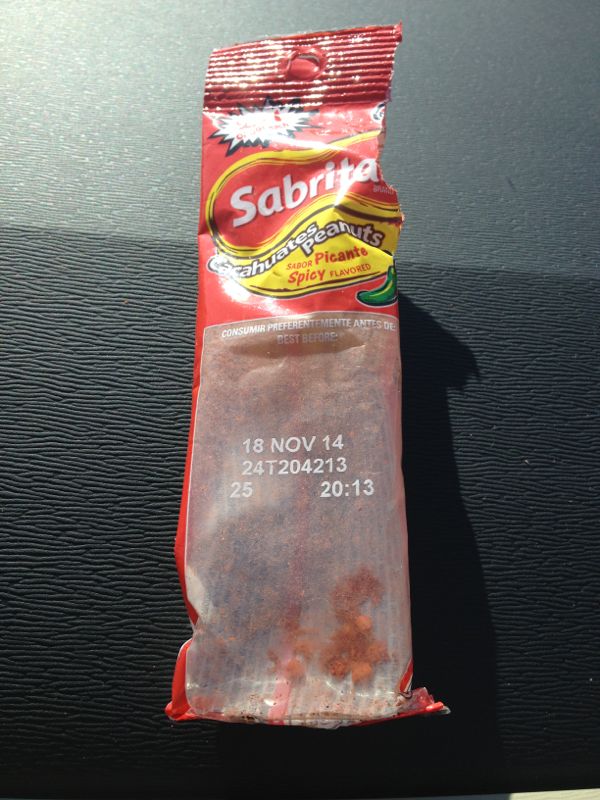 Sabrita
BRAND
Cacahuates
Peanuts
SABOR Picante
Spicy FLAVORED
CONSUMIR PREFERENTEMENTE ANTES DE:
BEST BEFORE:
18 NOV 14
24T204213
25 20:13